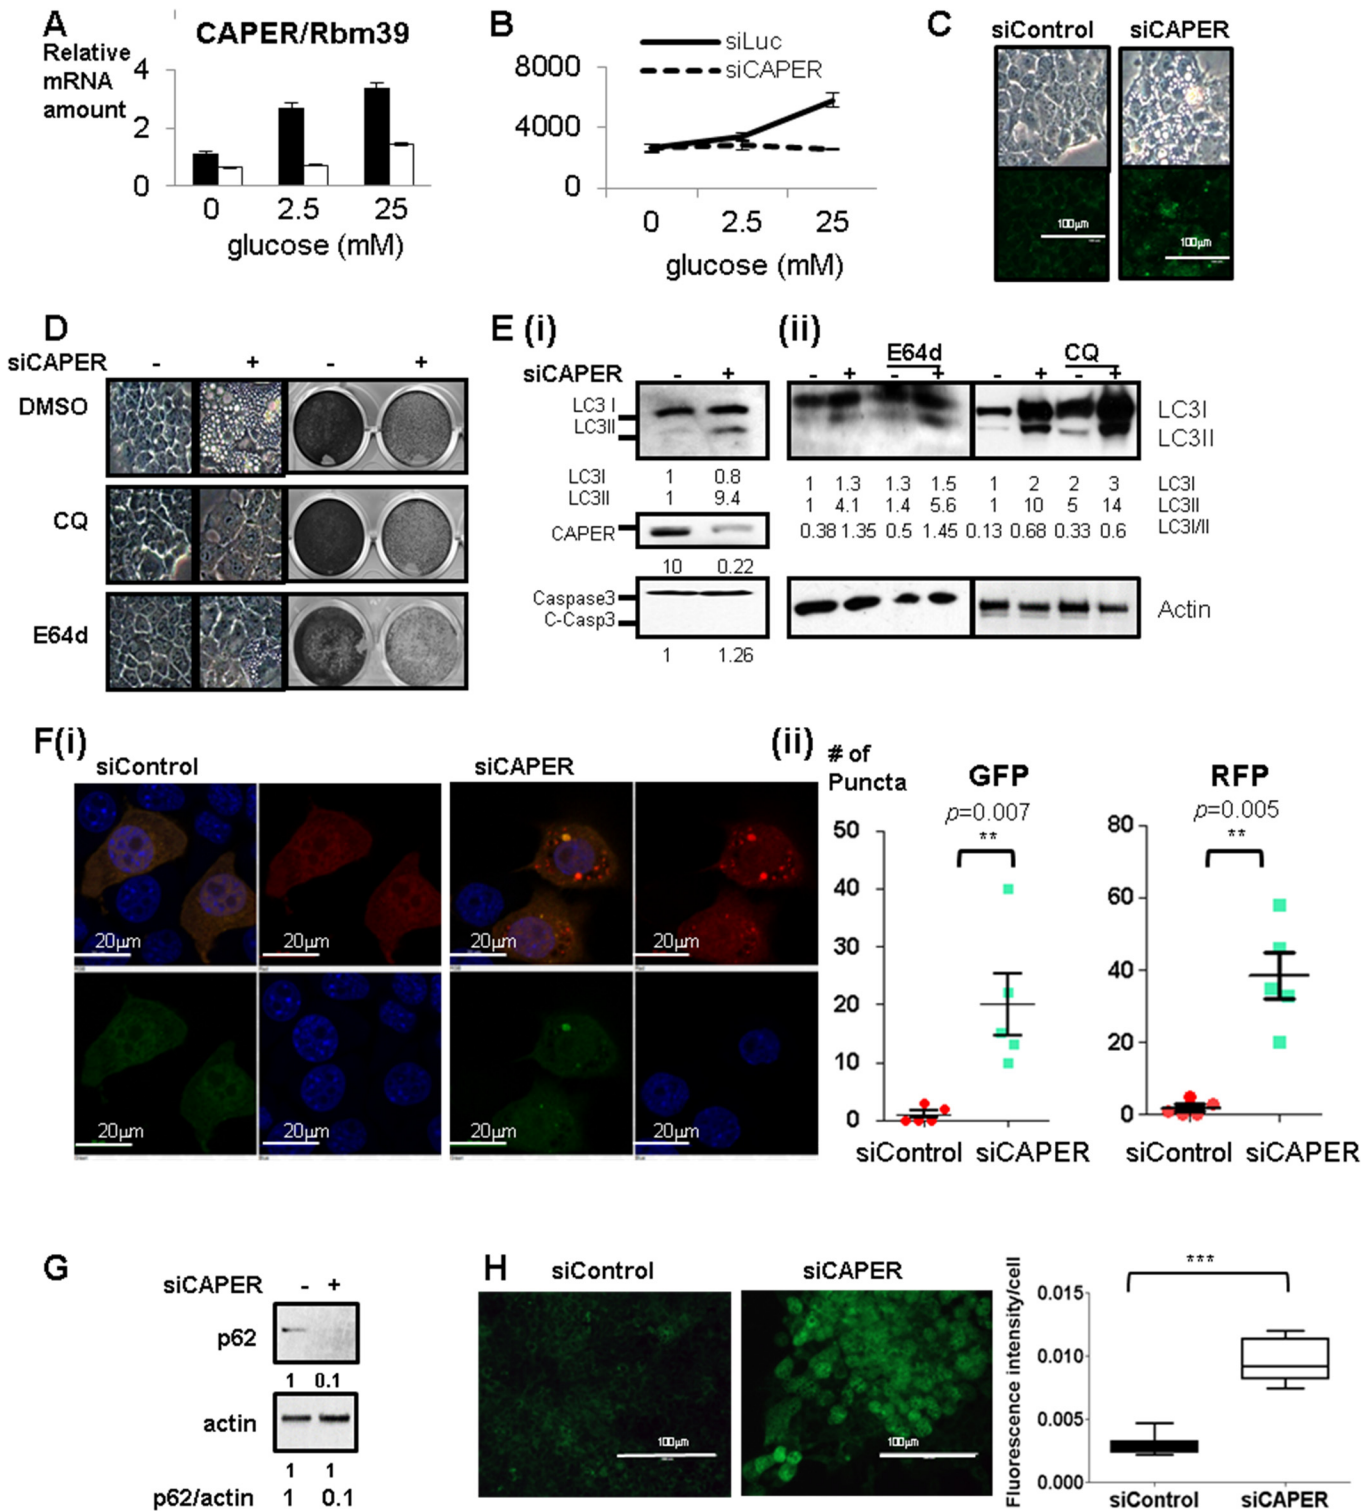 A
CAPER/Rbm39
Relative
mRNA
amount
4
2
0
0 2.5 25
glucose (mM)
B
siLuc
siCAPER
8000
4000
0
0 2.5 25
glucose (mM)
C
siControl siCAPER
100µm
100µm
D
siCAPER - + - +
DMSO
CQ
E64d
E (i)
siCAPER - +
LC3 I
LC3II
LC3I 1 0.8
LC3II 1 9.4
CAPER
10 0.22
Caspase3
C-Casp3
1 1.26
(ii)
E64d CQ
- + - + - + - +
LC3I
LC3II
1 1.3 1.3 1.5 1 2 2 3 LC3I
1 4.1 1.4 5.6 1 10 5 14 LC3II
0.38 1.35 0.5 1.45 0.13 0.68 0.33 0.6 LC3I/II
Actin
F(i)
siControl siCAPER
20µm 20µm 20µm 20µm
20µm 20µm 20µm 20µm
(ii)
# of
Puncta
GFP
p=0.007
**
50
40
30
20
10
0
siControl siCAPER
RFP
p=0.005
**
80
60
40
20
0
siControl siCAPER
G
siCAPER - +
p62
1 0.1
actin
1 1
p62/actin 1 0.1
H
siControl siCAPER
100µm
100µm
Fluorescence intensity/cell
***
0.015
0.010
0.005
0.000
siControl siCAPER